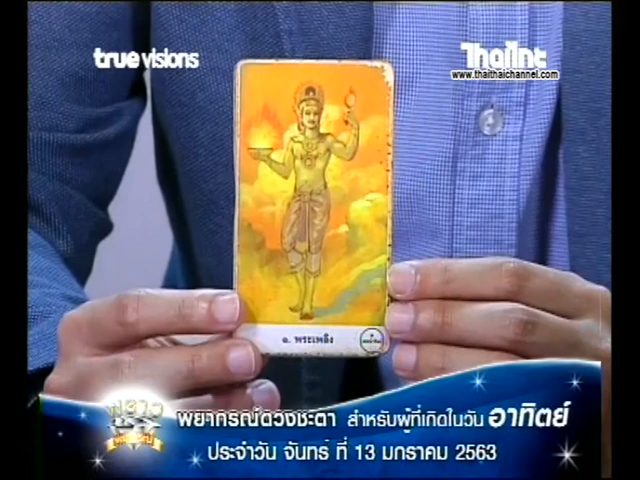 true visions
ThaiThai
www.thaithaichannel.com
๑. พระเพลิง
พยากรณ์ดวงชะตา สำหรับผู้ที่เกิดในวัน อาทิตย์
ประจำวัน จันทร์ ที่ 13 มกราคม 2563